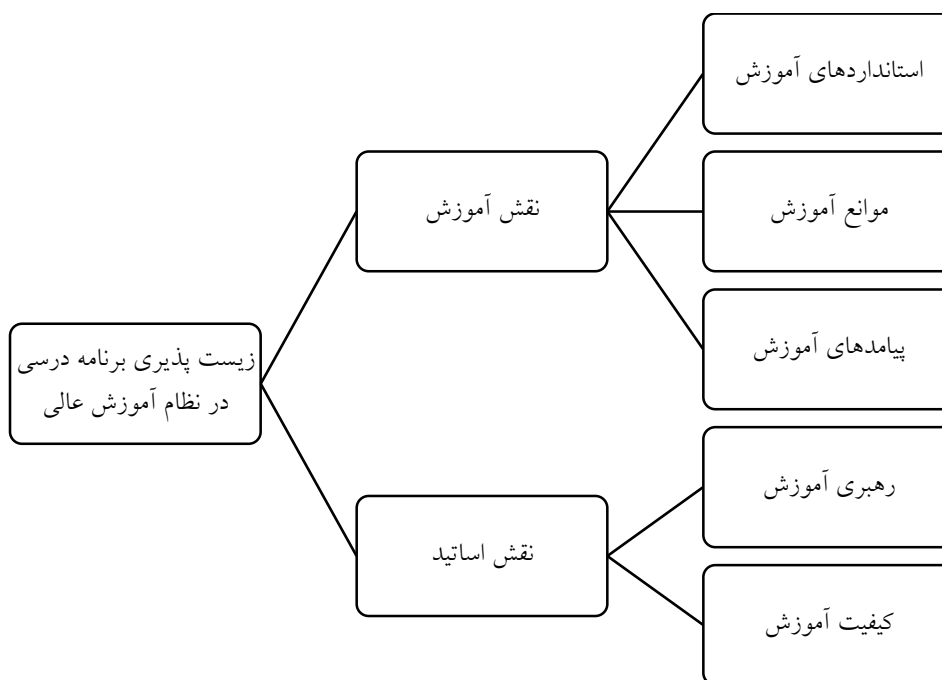 استانداردهای آموزش
نقش آموزش
موانع آموزش
پیامدهای آموزش
زیست پذیری برنامه درسی
در نظام آموزش عالی
رهبری آموزش
نقش اساتید
کیفیت آموزش